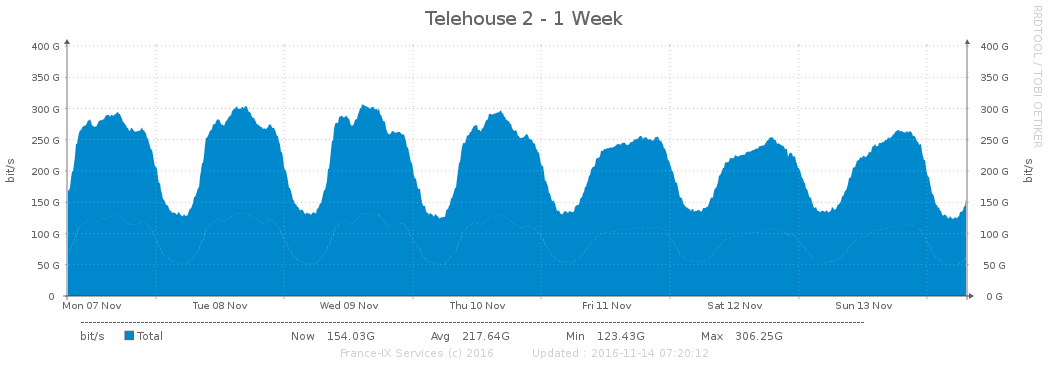 Telehouse 2 - 1 Week
RRDTOOL / TOBI OETIKER
400 G 400 G
350 G 350 G
300 G 300 G
250 G 250 G
200 G 200 G
150 G 150 G
100 G 100 G
50 G 50 G
0 0 G
bit/s bit/s
Mon 07 Nov Tue 08 Nov Wed 09 Nov Thu 10 Nov Fri 11 Nov Sat 12 Nov Sun 13 Nov
bit/s Total Now 154.03G Avg 217.64G Min 123.43G Max 306.25G
France-IX Services (c) 2016 Updated : 2016-11-14 07:20:12